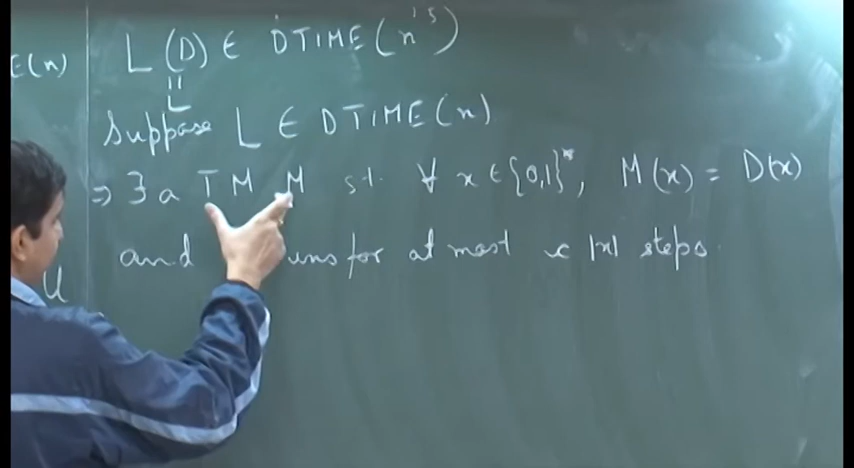 E(n)
L(D) ∈ DTIME(n^1.5)
=
L
Suppose L ∈ DTIME(n)
⇒ ∃ a TM M s.t. ∀ x ∈ {0,1}*, M(x) = D(x)
and uns for at most c |x| steps.
U